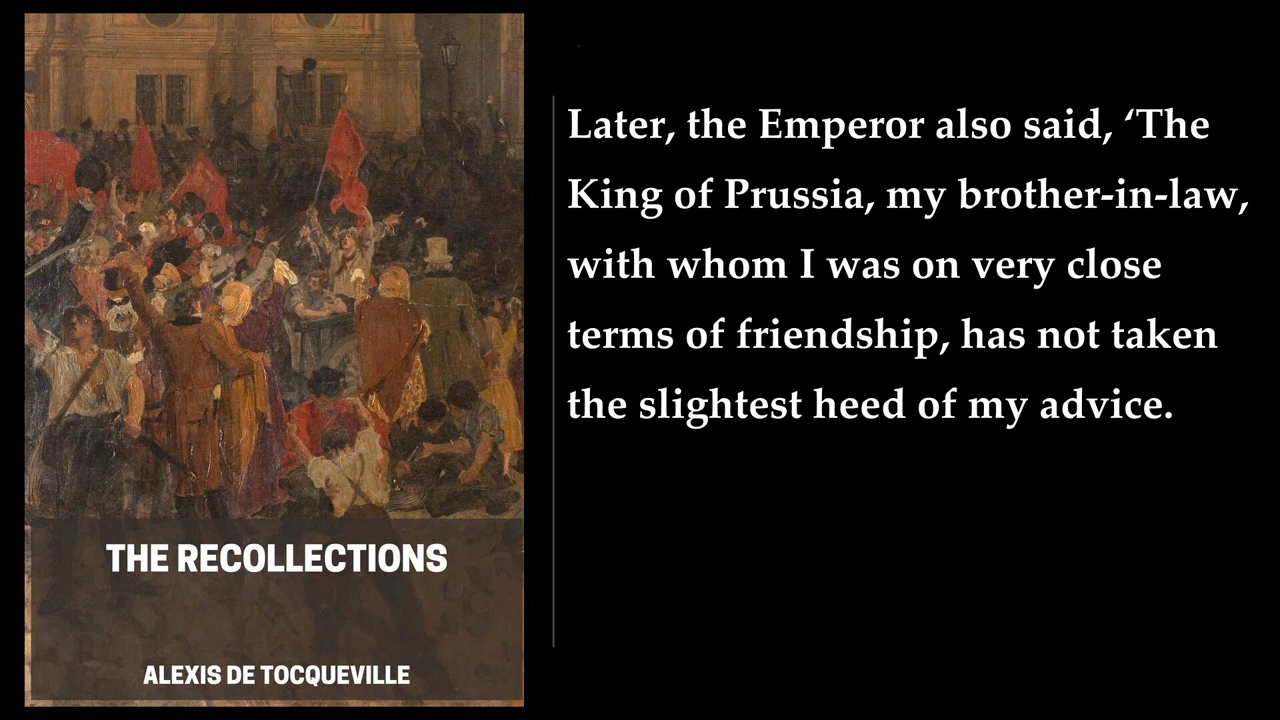 THE RECOLLECTIONS
ALEXIS DE TOCQUEVILLE
Later, the Emperor also said, ‘The
King of Prussia, my brother-in-law,
with whom I was on very close
terms of friendship, has not taken
the slightest heed of my advice.